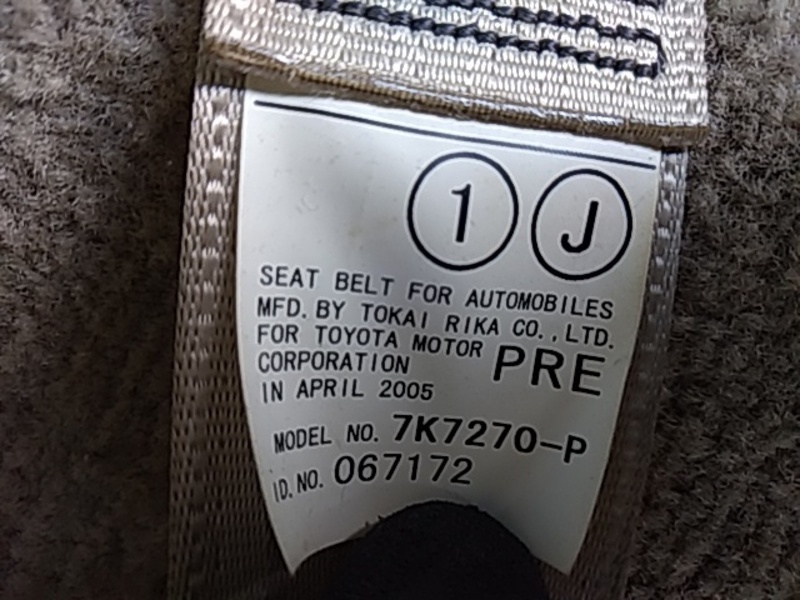 1 J
SEAT BELT FOR AUTOMOBILES
MFD. BY TOKAI RIKA CO., LTD.
FOR TOYOTA MOTOR PRE
CORPORATION
IN APRIL 2005
MODEL NO. 7K7270-P
ID. NO. 067172